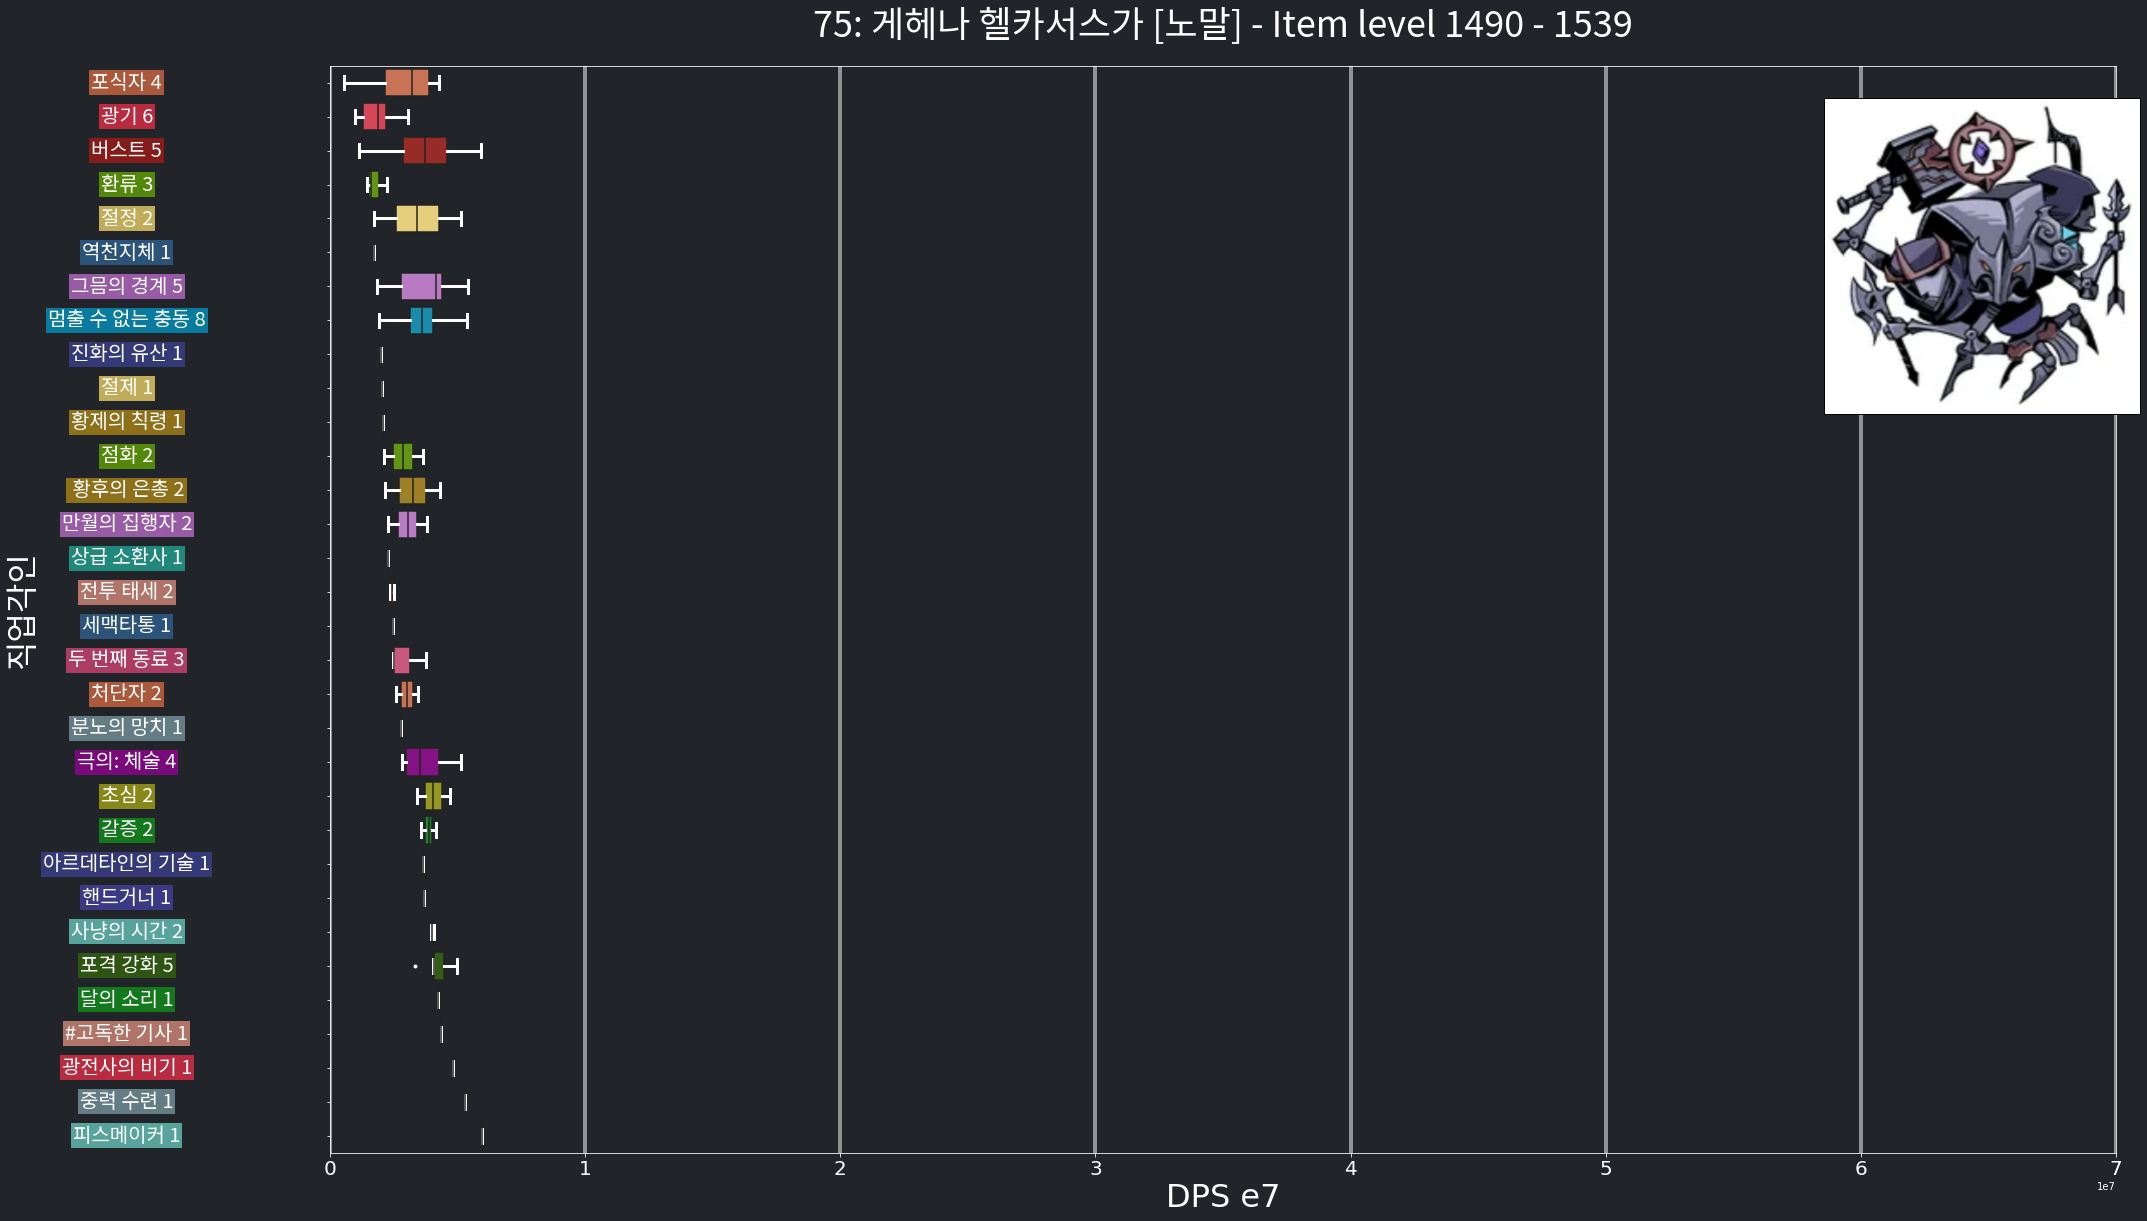 75: 게헤나 헬카서스가 [노말] - Item level 1490 - 1539
포식자 4
광기 6
버스트 5
환류 3
절정 2
역천지체 1
그믐의 경계 5
멈출 수 없는 충동 8
진화의 유산 1
절제 1
황제의 칙령 1
점화 2
황후의 은총 2
만월의 집행자 2
상급 소환사 1
전투 태세 2
세맥타통 1
두 번째 동료 3
처단자 2
분노의 망치 1
극의: 체술 4
초심 2
갈증 2
아르데타인의 기술 1
핸드거너 1
사냥의 시간 2
포격 강화 5
달의 소리 1
#고독한 기사 1
광전사의 비기 1
중력 수련 1
피스메이커 1
직업각인
0 1 2 3 4 5 6 7
1e7
DPS e7